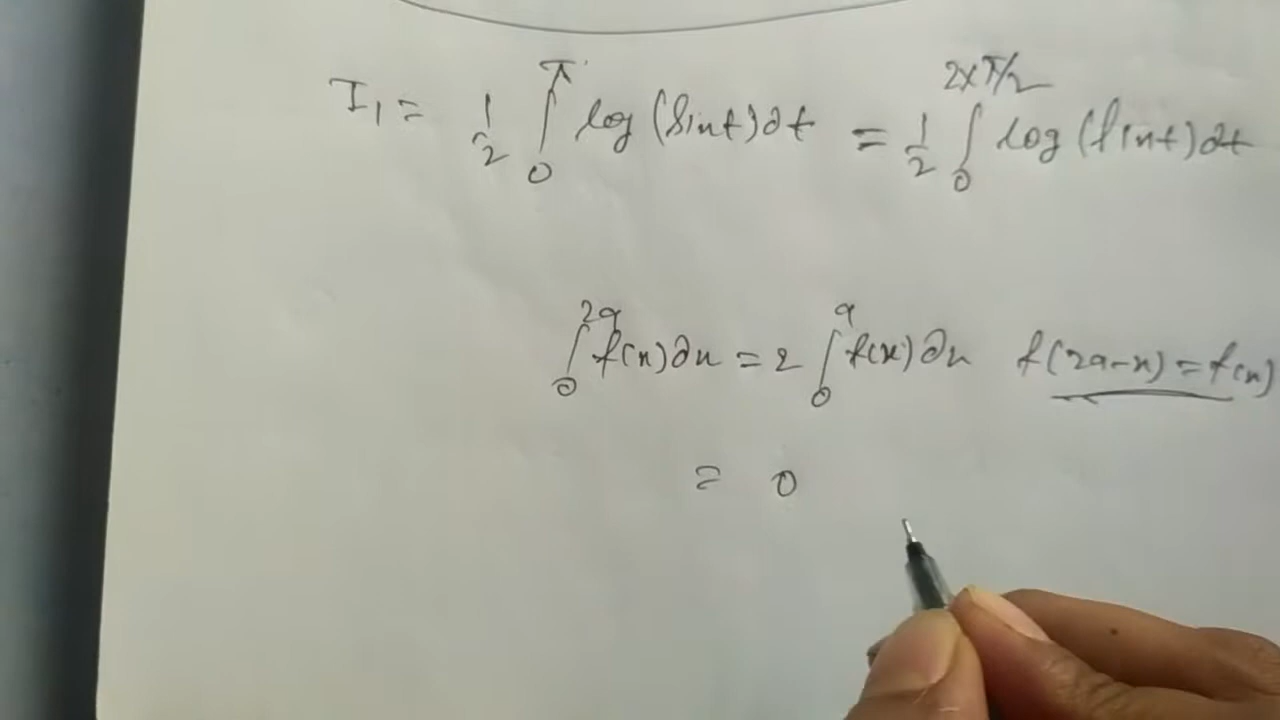 I₁ = 1/2 ∫₀^π log(sint)∂t = 1/2 ∫₀^(2×π/2) log(sint)∂t
∫₀^2a f(x)∂x = 2 ∫₀^a f(x)∂x f(2a-x) = f(x)
= 0